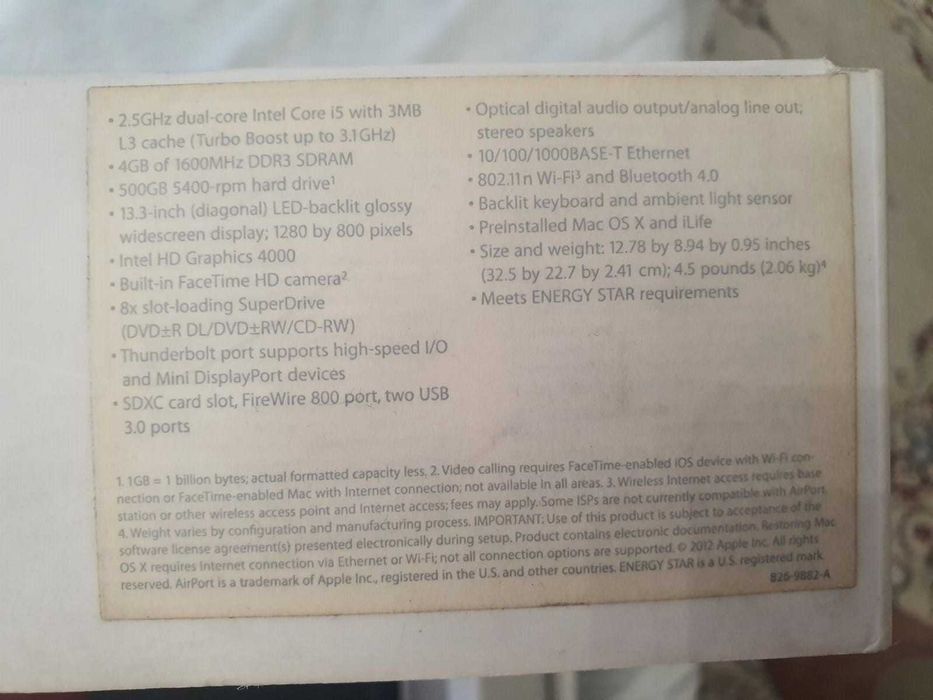 • 2.5GHz dual-core Intel Core i5 with 3MB
L3 cache (Turbo Boost up to 3.1GHz)
• 4GB of 1600MHz DDR3 SDRAM
• 500GB 5400-rpm hard drive¹
• 13.3-inch (diagonal) LED-backlit glossy
widescreen display; 1280 by 800 pixels
• Intel HD Graphics 4000
• Built-in FaceTime HD camera²
• 8x slot-loading SuperDrive
(DVD±R DL/DVD±RW/CD-RW)
• Thunderbolt port supports high-speed I/O
and Mini DisplayPort devices
• SDXC card slot, FireWire 800 port, two USB
3.0 ports
• Optical digital audio output/analog line out;
stereo speakers
• 10/100/1000BASE-T Ethernet
• 802.11n Wi-Fi³ and Bluetooth 4.0
• Backlit keyboard and ambient light sensor
• PreInstalled Mac OS X and iLife
• Size and weight: 12.78 by 8.94 by 0.95 inches
(32.5 by 22.7 by 2.41 cm); 4.5 pounds (2.06 kg)⁴
• Meets ENERGY STAR requirements
1. 1GB = 1 billion bytes; actual formatted capacity less. 2. Video calling requires FaceTime-enabled iOS device with Wi-Fi con-
nection or FaceTime-enabled Mac with Internet connection; not available in all areas. 3. Wireless Internet access requires base
station or other wireless access point and Internet access; fees may apply. Some ISPs are not currently compatible with AirPort.
4. Weight varies by configuration and manufacturing process. IMPORTANT: Use of this product is subject to acceptance of the
software license agreement(s) presented electronically during setup. Product contains electronic documentation. Restoring Mac
OS X requires Internet connection via Ethernet or Wi-Fi; not all connection options are supported. © 2012 Apple Inc. All rights
reserved. AirPort is a trademark of Apple Inc., registered in the U.S. and other countries. ENERGY STAR is a U.S. registered mark.
826-9882-A